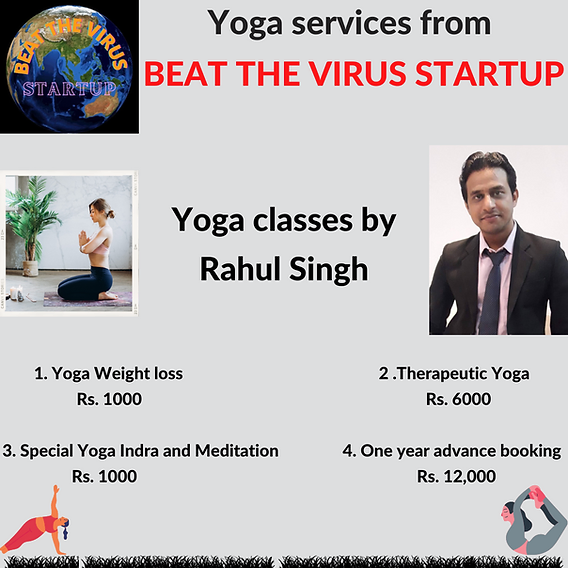 Yoga services from
BEAT THE VIRUS STARTUP
BEAT THE VIRUS
STARTUP
Yoga classes by
Rahul Singh
1. Yoga Weight loss
Rs. 1000
2 .Therapeutic Yoga
Rs. 6000
3. Special Yoga Indra and Meditation
Rs. 1000
4. One year advance booking
Rs. 12,000